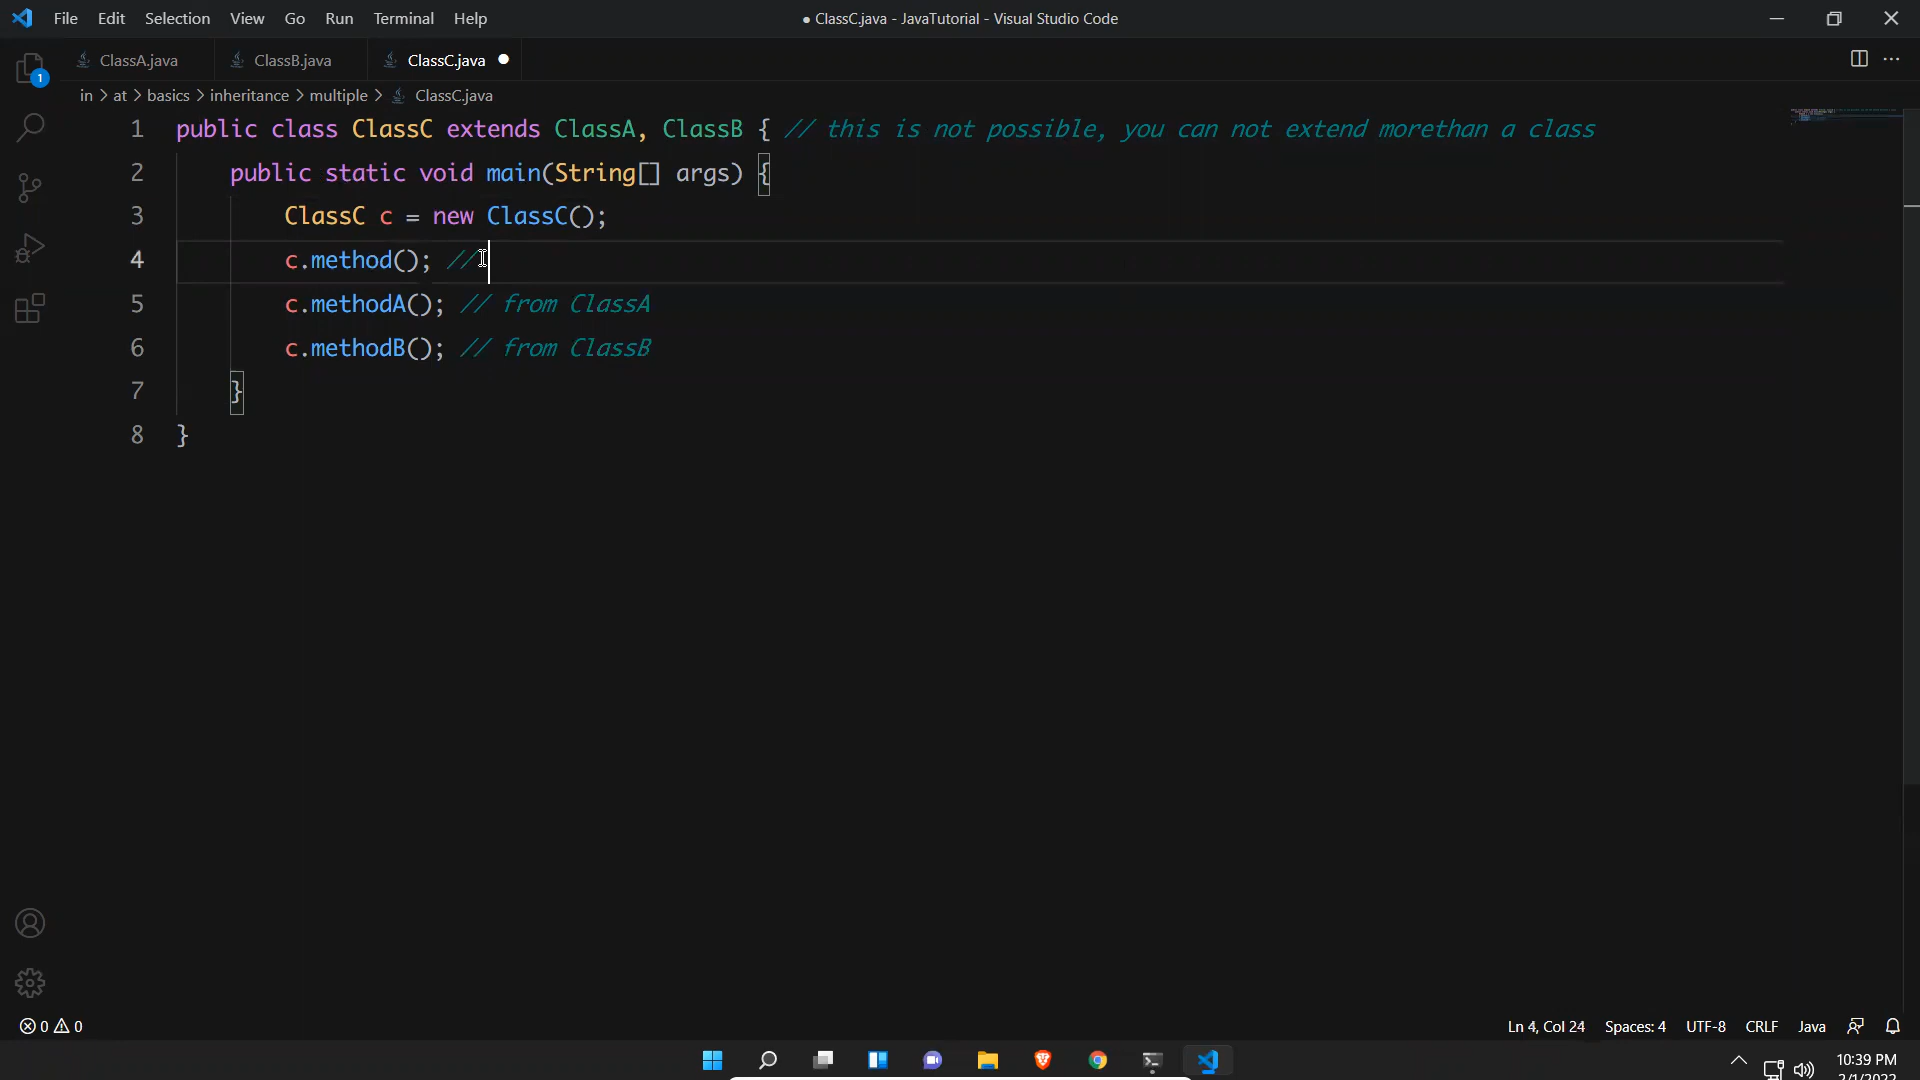 File Edit Selection View Go Run Terminal Help
● ClassC.java - JavaTutorial - Visual Studio Code
ClassA.java ClassB.java ClassC.java
1
in > at > basics > inheritance > multiple > ClassC.java
1 public class ClassC extends ClassA, ClassB { // this is not possible, you can not extend morethan a class
2 public static void main(String[] args) {
3 ClassC c = new ClassC();
4 c.method(); //
5 c.methodA(); // from ClassA
6 c.methodB(); // from ClassB
7 }
8 }
0 0
Ln 4, Col 24 Spaces: 4 UTF-8 CRLF Java
10:39 PM
2/1/2022